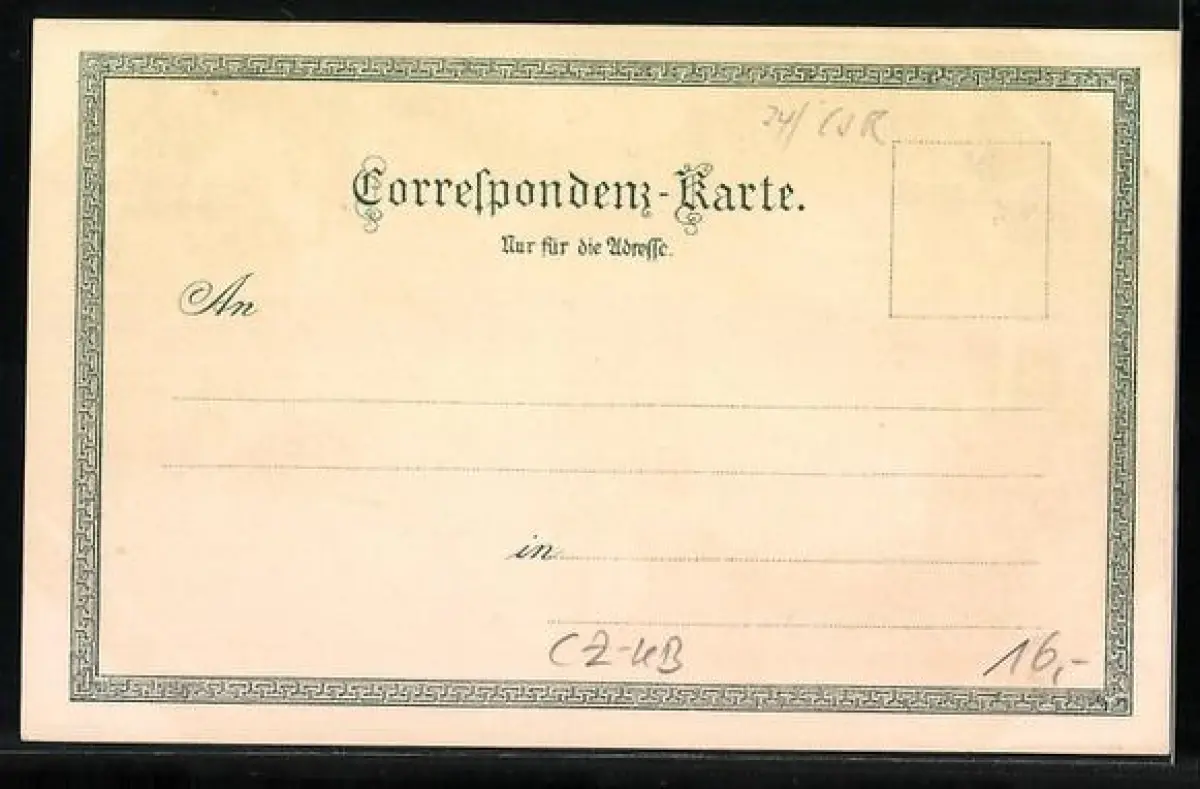 24/ CSR
Correſpondenz-Karte.
Nur für die Adreſſe.
An
in
CZ-UB
16,-